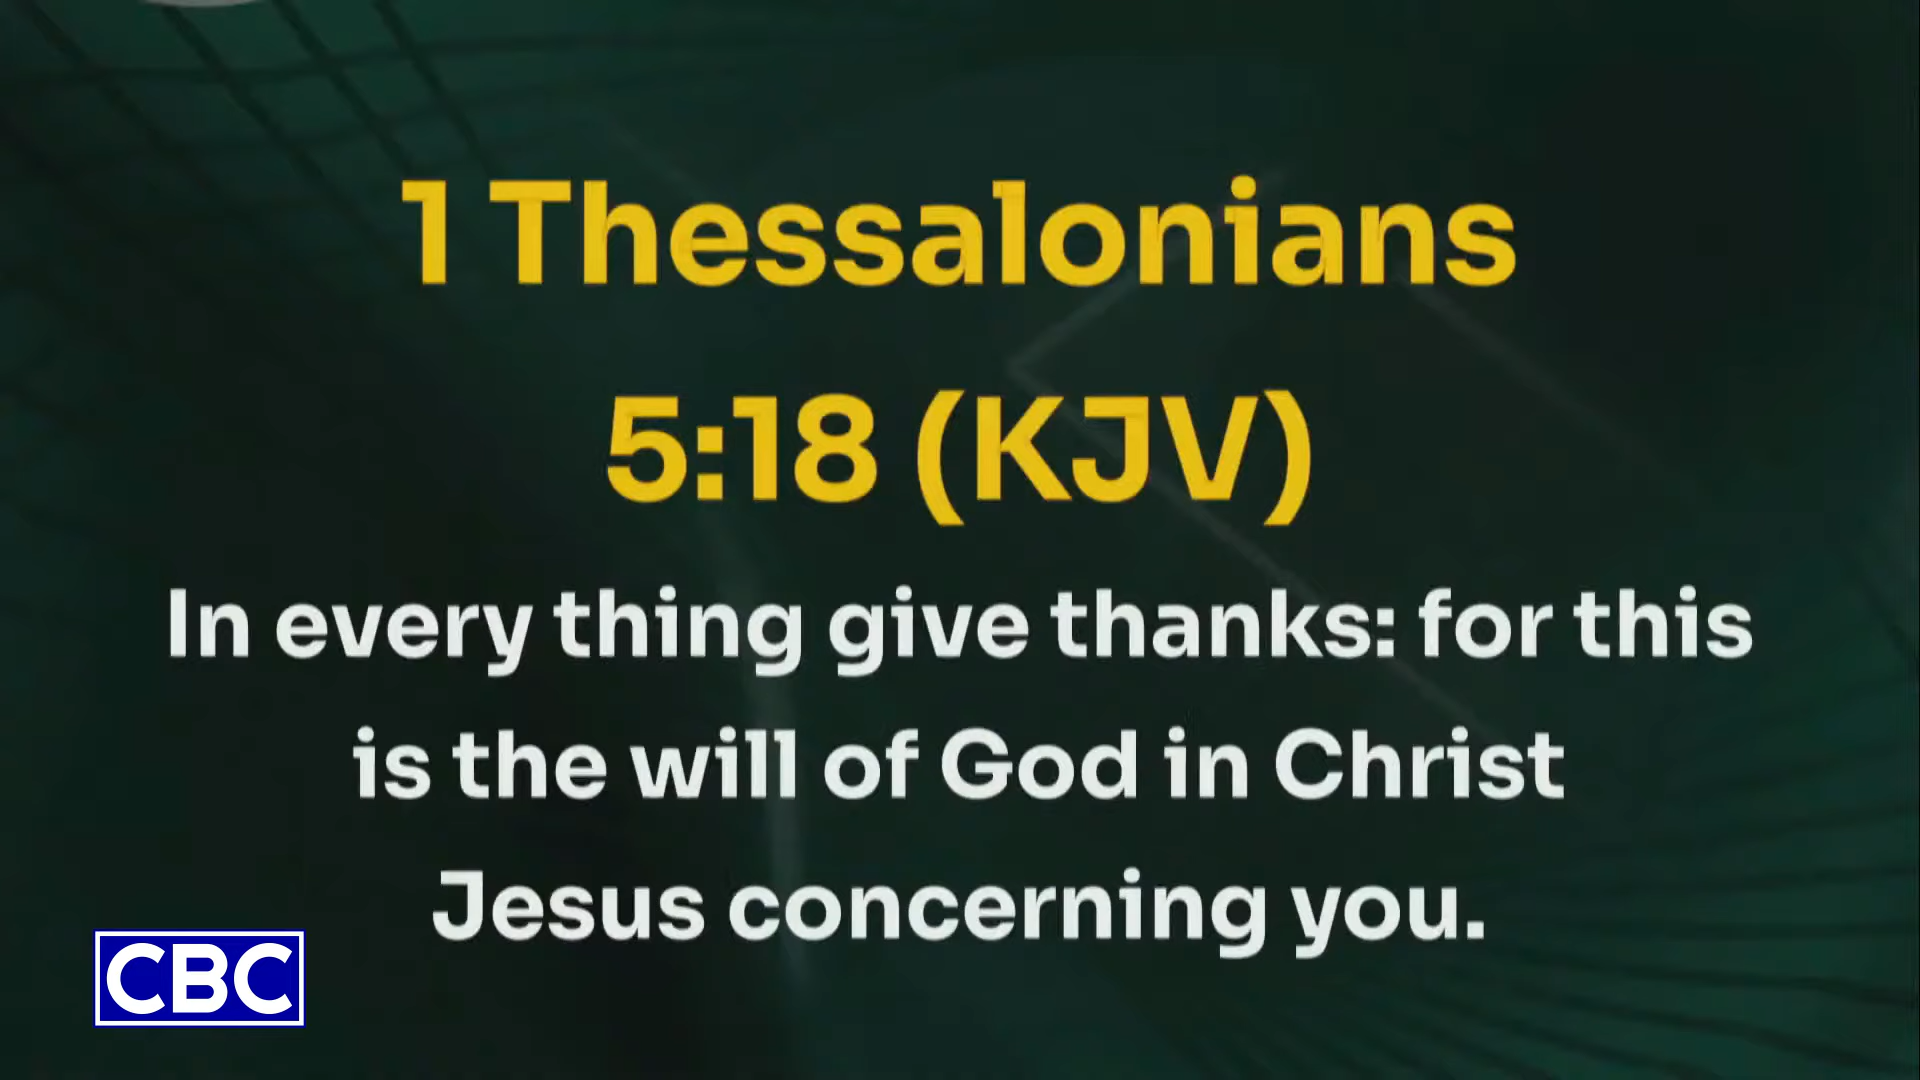 1 Thessalonians
5:18 (KJV)
In every thing give thanks: for this
is the will of God in Christ
Jesus concerning you.
CBC